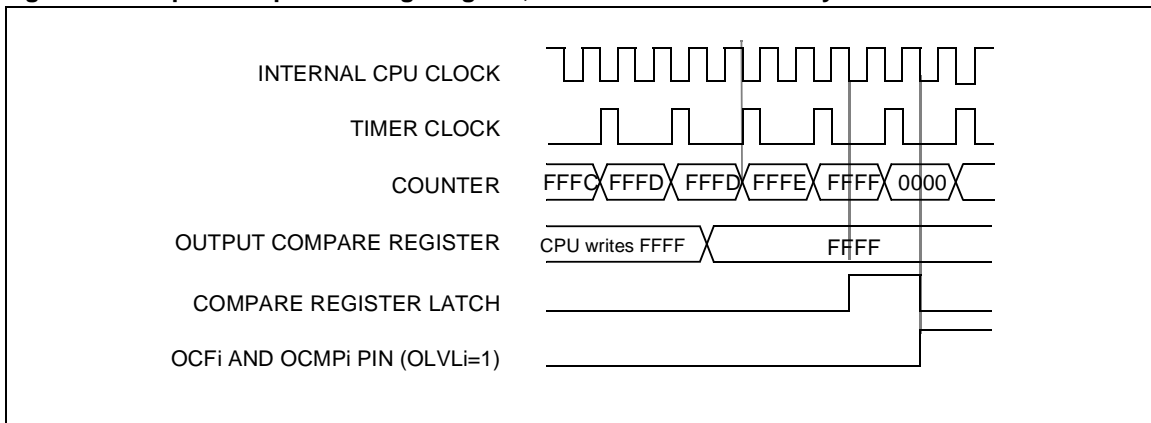 INTERNAL CPU CLOCK
TIMER CLOCK
COUNTER FFFC FFFD FFFD FFFE FFFF 0000
OUTPUT COMPARE REGISTER CPU writes FFFF FFFF
COMPARE REGISTER LATCH
OCFi AND OCMPi PIN (OLVLi=1)